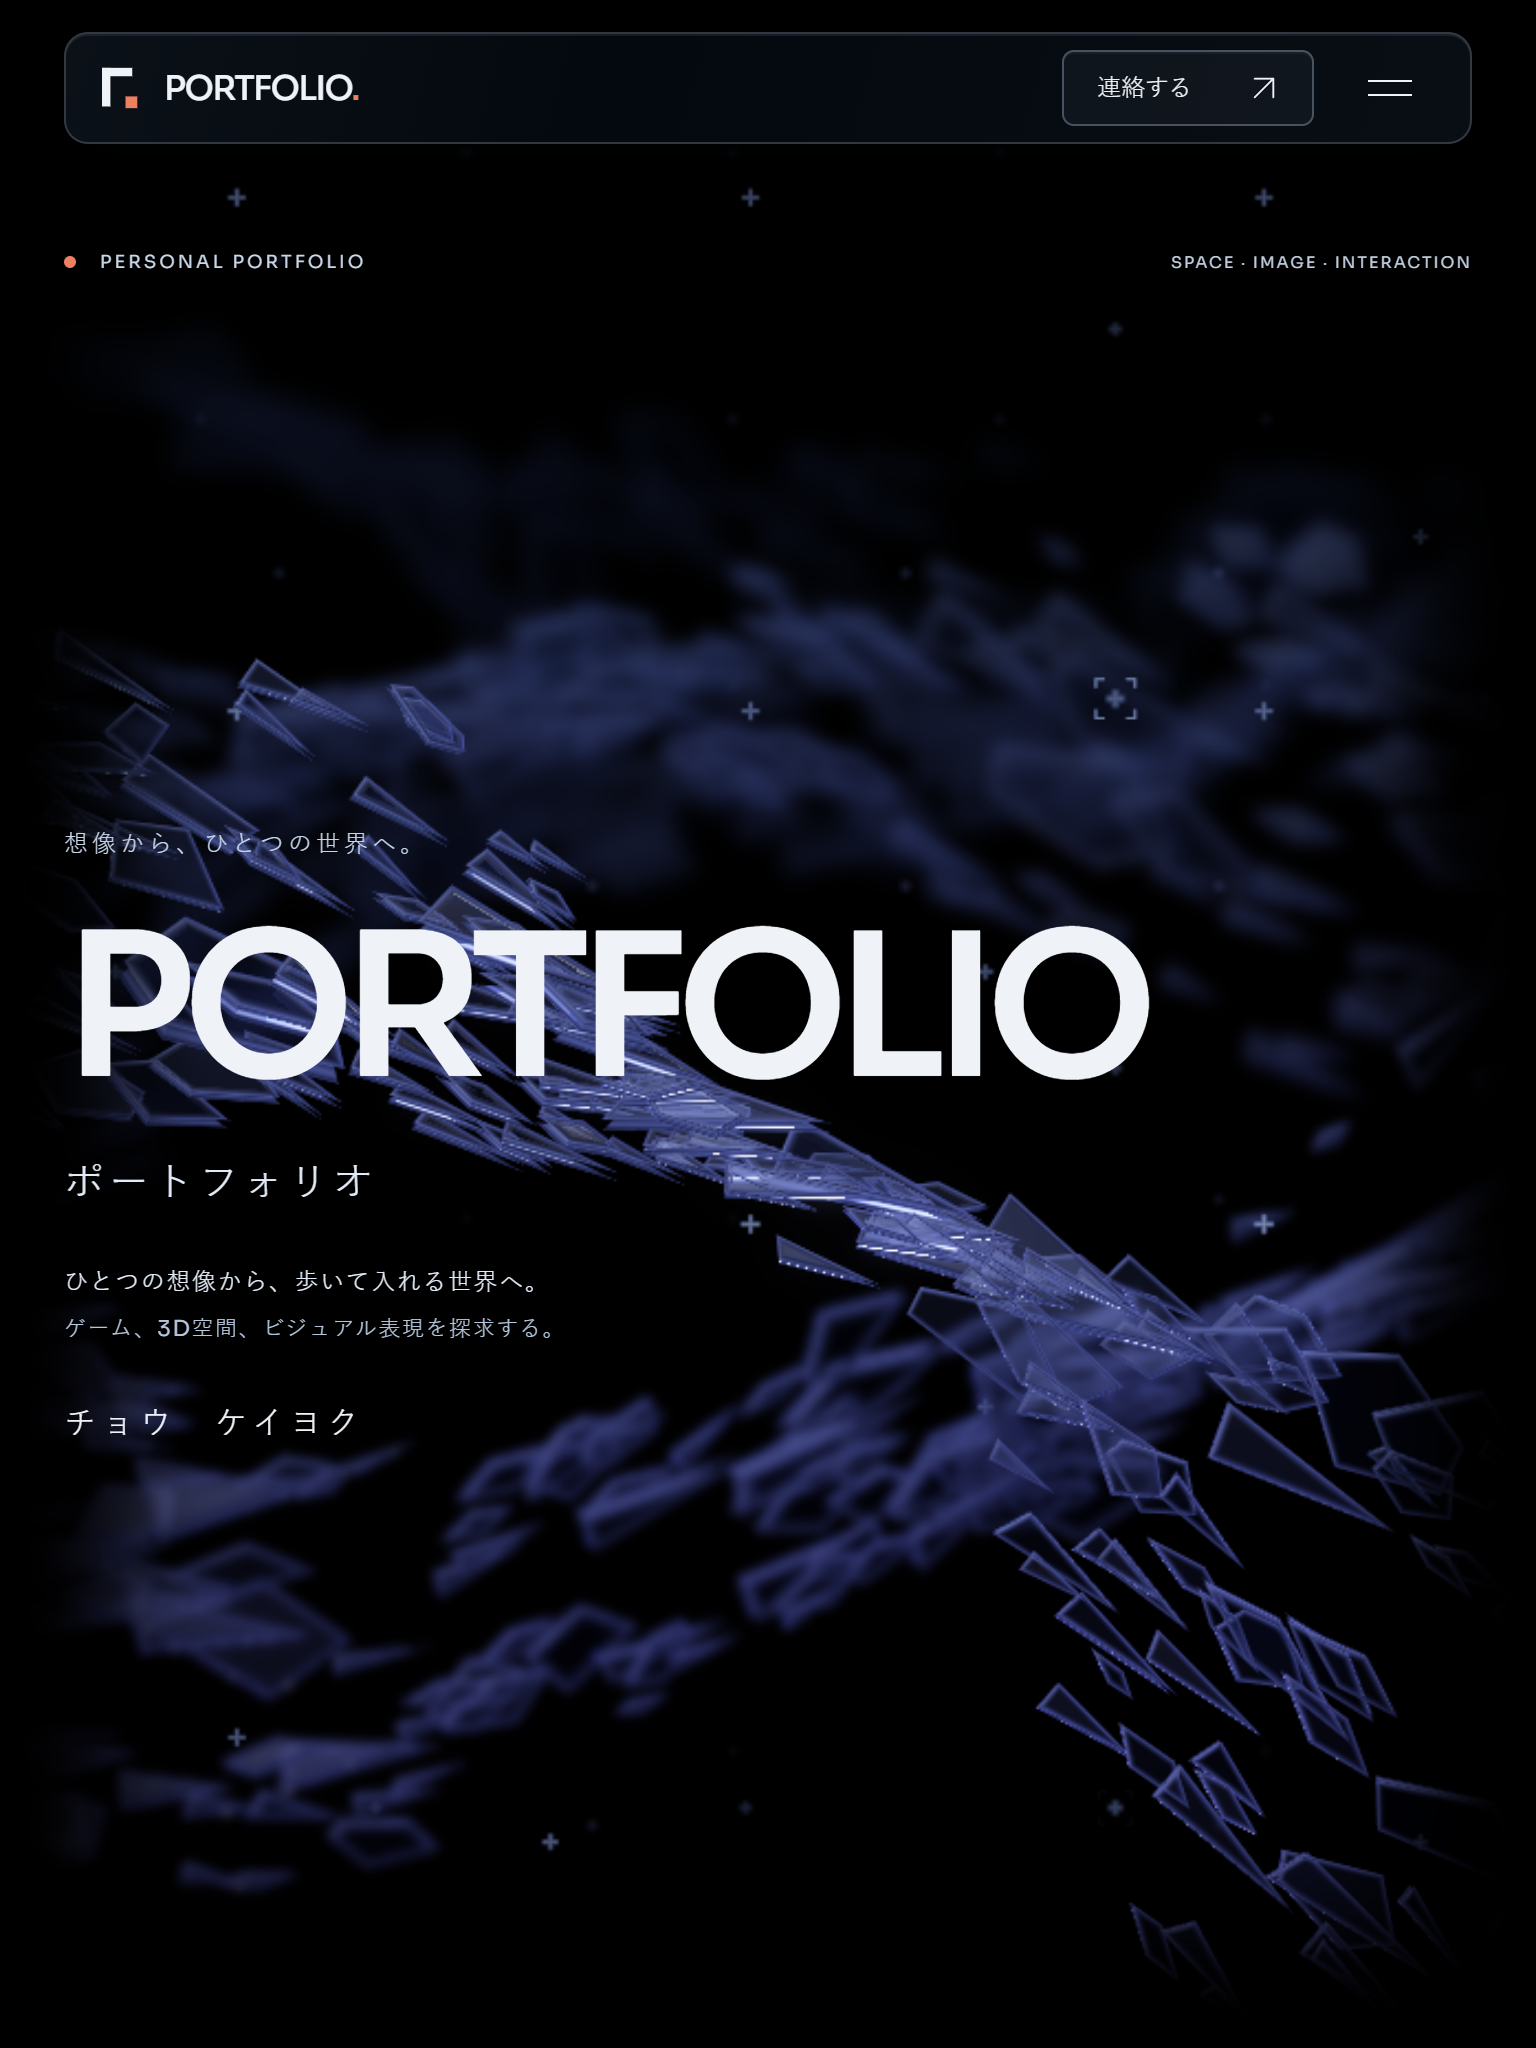 PORTFOLIO.
連絡する
PERSONAL PORTFOLIO
SPACE · IMAGE · INTERACTION
想像から、ひとつの世界へ。
PORTFOLIO
ポートフォリオ
ひとつの想像から、歩いて入れる世界へ。
ゲーム、3D空間、ビジュアル表現を探求する。
チョウ　ケイヨク